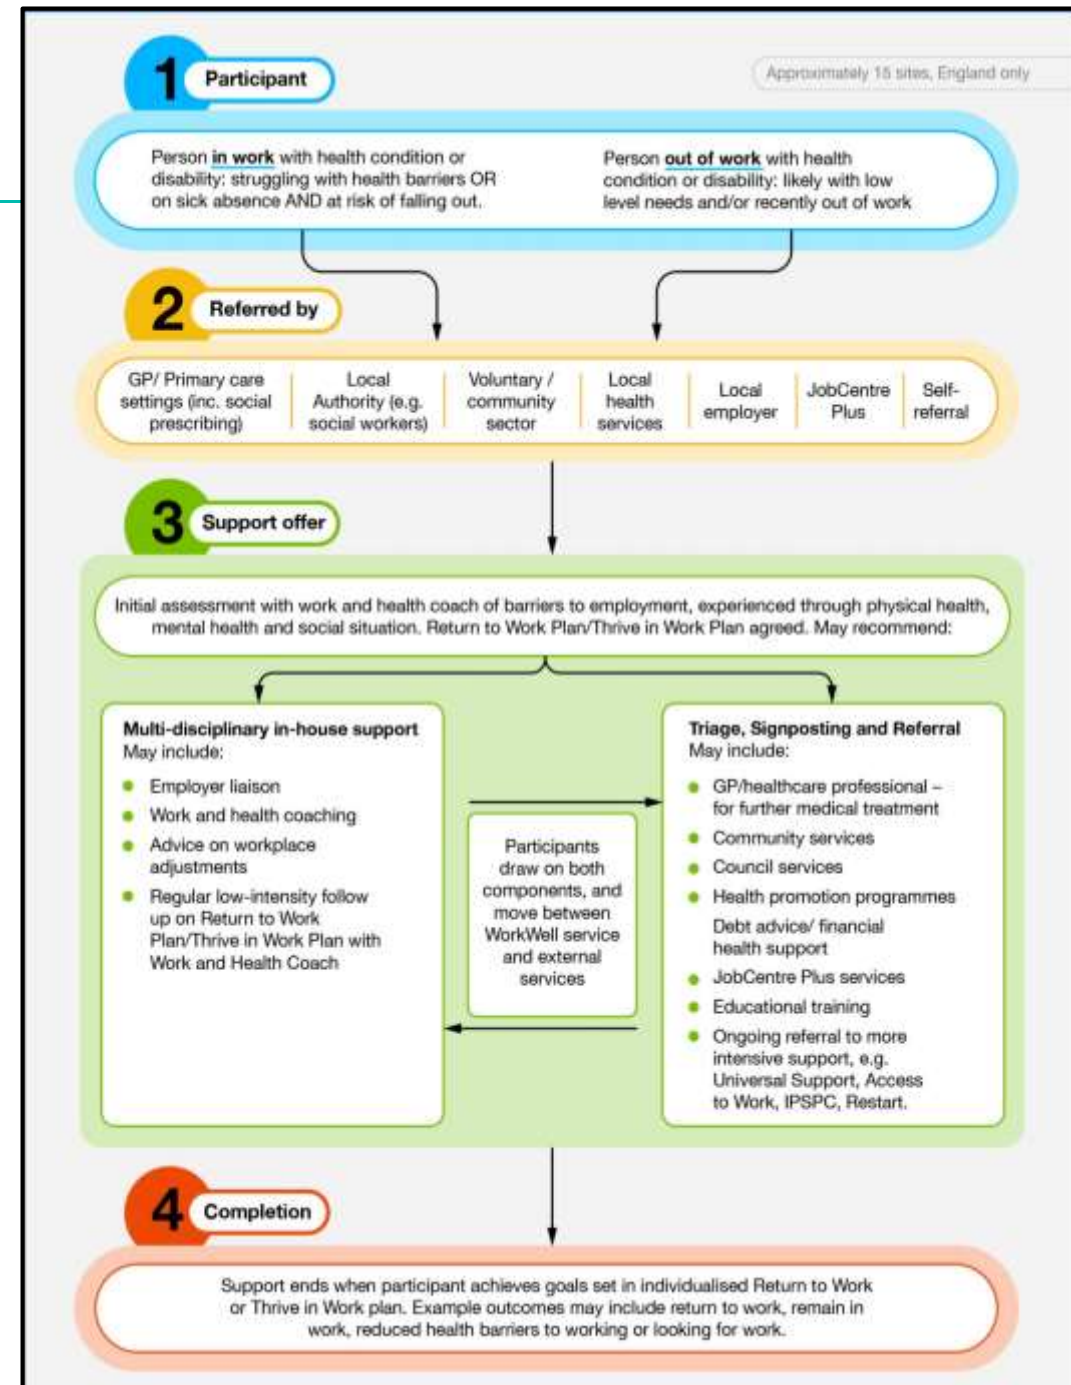 1 Participant
Approximately 15 sites, England only
Person in work with health condition or
disability: struggling with health barriers OR
on sick absence AND at risk of falling out.
Person out of work with health
condition or disability: likely with low
level needs and/or recently out of work
2 Referred by
GP/ Primary care
settings (inc. social
prescribing)
Local
Authority (e.g.
social workers)
Voluntary /
community
sector
Local
health
services
Local
employer
JobCentre
Plus
Self-
referral
3 Support offer
Initial assessment with work and health coach of barriers to employment, experienced through physical health,
mental health and social situation. Return to Work Plan/Thrive in Work Plan agreed. May recommend:
Multi-disciplinary in-house support
May include:
Employer liaison
Work and health coaching
Advice on workplace
adjustments
Regular low-intensity follow
up on Return to Work
Plan/Thrive in Work Plan with
Work and Health Coach
Participants
draw on both
components, and
move between
WorkWell service
and external
services
Triage, Signposting and Referral
May include:
GP/healthcare professional –
for further medical treatment
Community services
Council services
Health promotion programmes
Debt advice/ financial
health support
JobCentre Plus services
Educational training
Ongoing referral to more
intensive support, e.g.
Universal Support, Access
to Work, IPSPC, Restart.
4 Completion
Support ends when participant achieves goals set in individualised Return to Work
or Thrive in Work plan. Example outcomes may include return to work, remain in
work, reduced health barriers to working or looking for work.